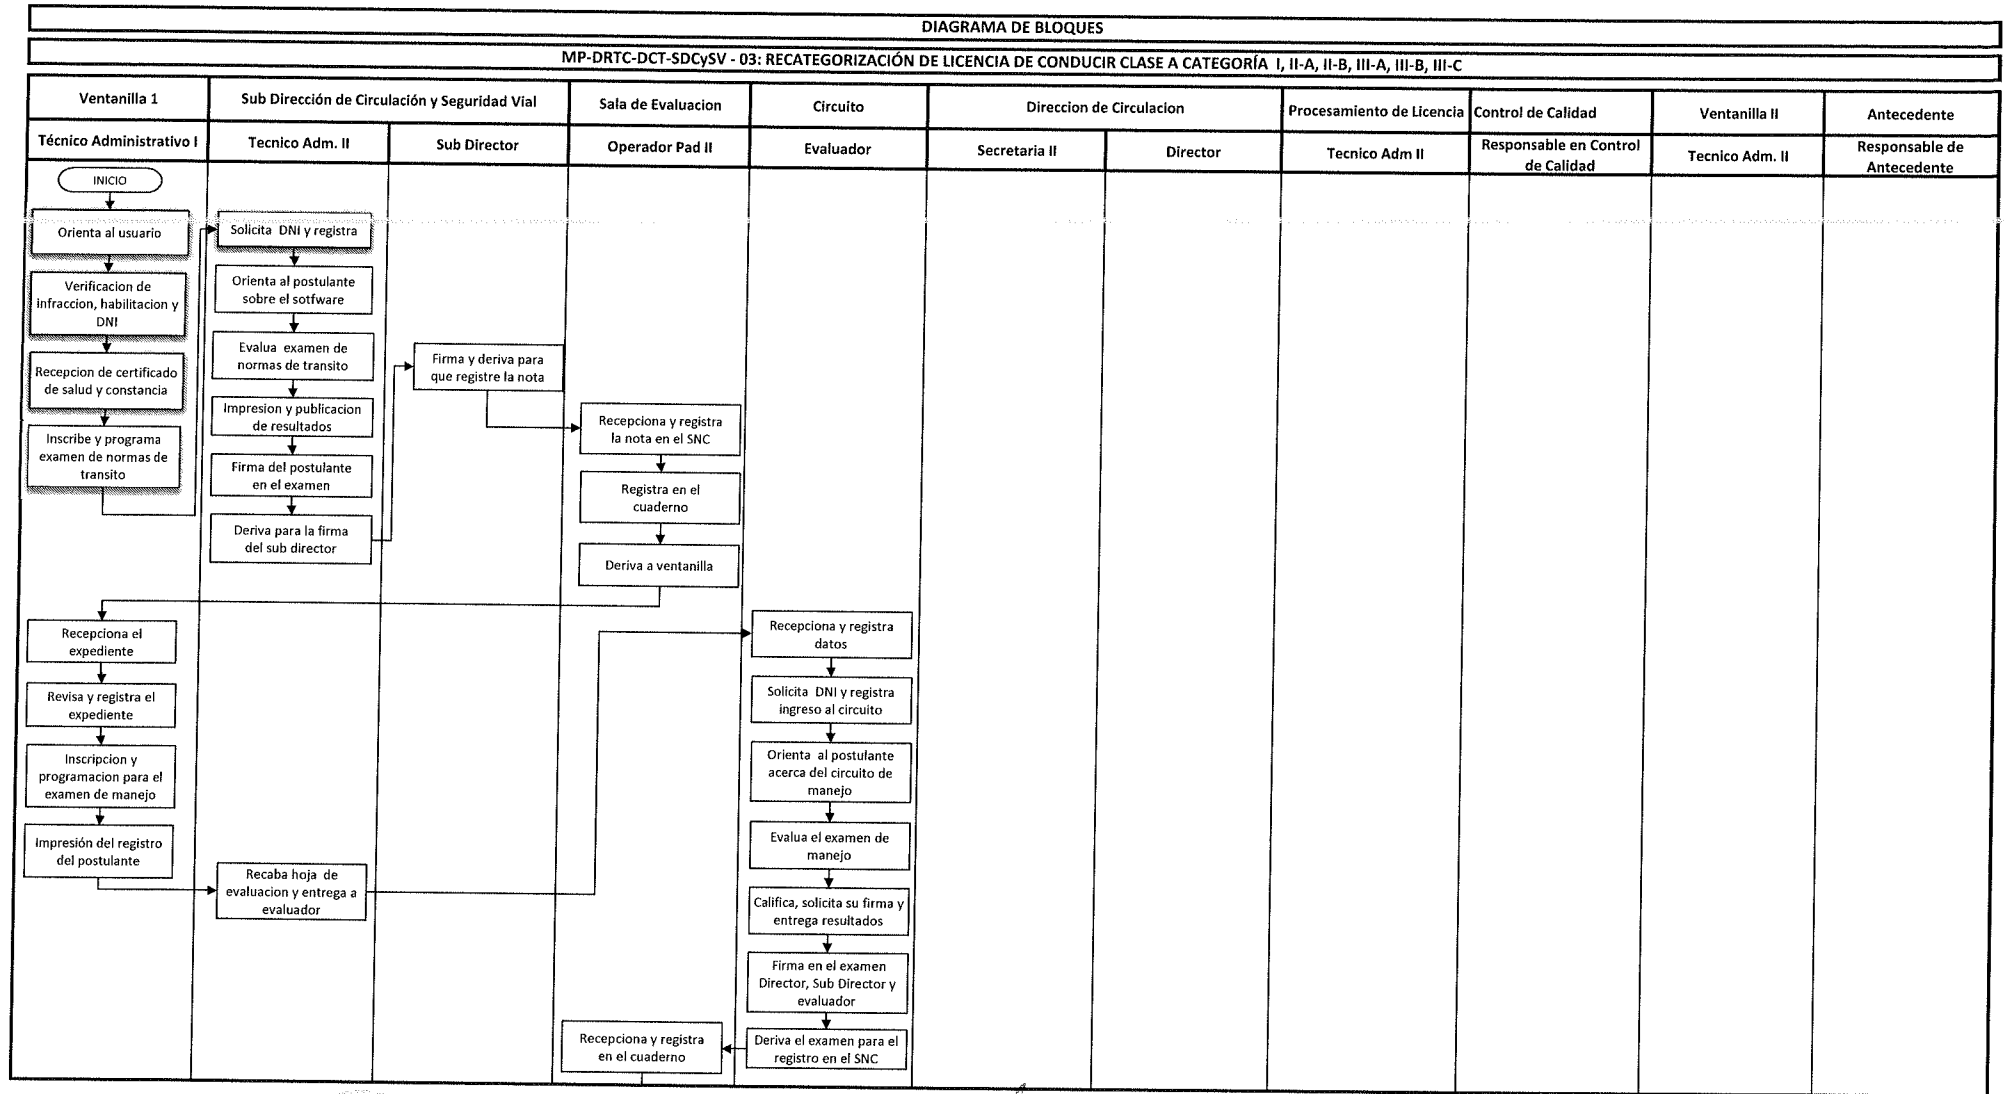 DIAGRAMA DE BLOQUES
MP-DRTC-DCT-SDCySV - 03: RECATEGORIZACIÓN DE LICENCIA DE CONDUCIR CLASE A CATEGORÍA I, II-A, II-B, III-A, III-B, III-C
Ventanilla 1
Sub Dirección de Circulación y Seguridad Vial
Sala de Evaluacion
Circuito
Direccion de Circulacion
Procesamiento de Licencia
Control de Calidad
Ventanilla II
Antecedente
Técnico Administrativo I
Tecnico Adm. II
Sub Director
Operador Pad II
Evaluador
Secretaria II
Director
Tecnico Adm II
Responsable en Control
de Calidad
Tecnico Adm. II
Responsable de
Antecedente
INICIO
Orienta al usuario
Verificacion de
infraccion, habilitacion y
DNI
Recepcion de certificado
de salud y constancia
Inscribe y programa
examen de normas de
transito
Solicita DNI y registra
Orienta al postulante
sobre el sotfware
Evalua examen de
normas de transito
Impresion y publicacion
de resultados
Firma del postulante
en el examen
Deriva para la firma
del sub director
Firma y deriva para
que registre la nota
Recepciona y registra
la nota en el SNC
Registra en el
cuaderno
Deriva a ventanilla
Recepciona el
expediente
Revisa y registra el
expediente
Inscripcion y
programacion para el
examen de manejo
Impresión del registro
del postulante
Recaba hoja de
evaluacion y entrega a
evaluador
Recepciona y registra
datos
Solicita DNI y registra
ingreso al circuito
Orienta al postulante
acerca del circuito de
manejo
Evalua el examen de
manejo
Califica, solicita su firma y
entrega resultados
Firma en el examen
Director, Sub Director y
evaluador
Deriva el examen para el
registro en el SNC
Recepciona y registra
en el cuaderno